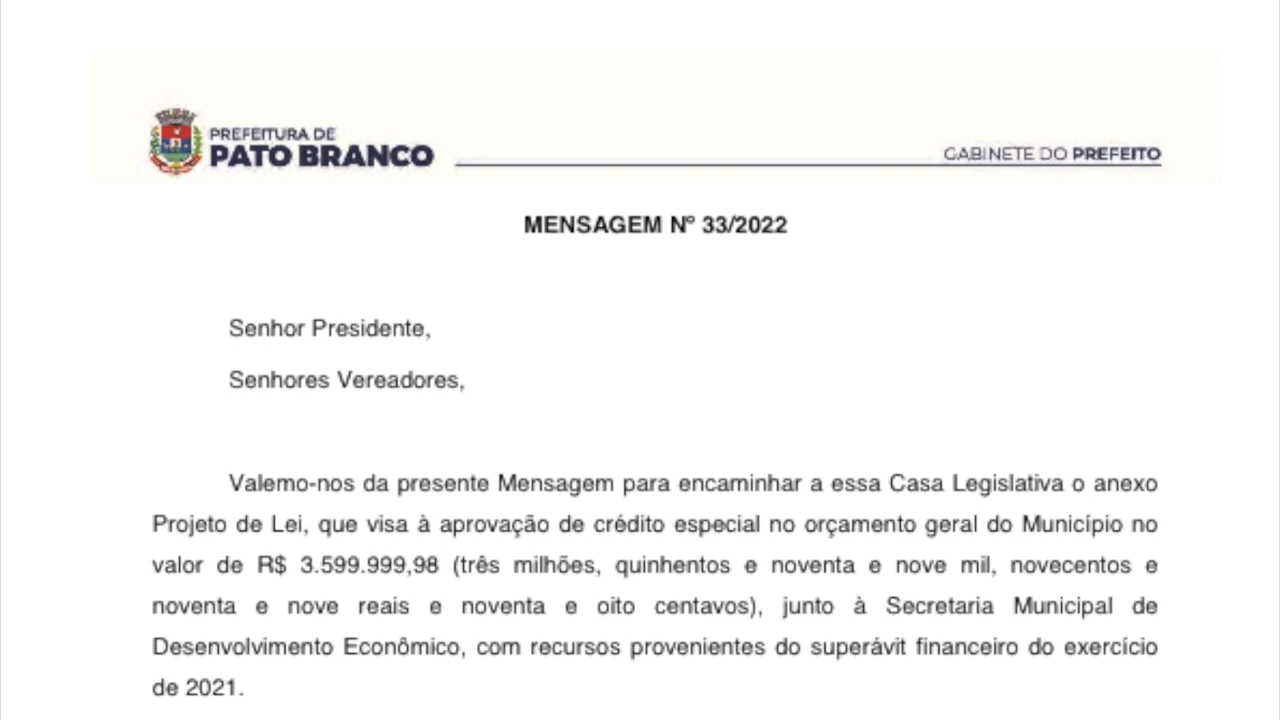 PREFEITURA DE
PATO BRANCO
GABINETE DO PREFEITO
MENSAGEM Nº 33/2022
Senhor Presidente,
Senhores Vereadores,
Valemo-nos da presente Mensagem para encaminhar a essa Casa Legislativa o anexo
Projeto de Lei, que visa à aprovação de crédito especial no orçamento geral do Município no
valor de R$ 3.599.999,98 (três milhões, quinhentos e noventa e nove mil, novecentos e
noventa e nove reais e noventa e oito centavos), junto à Secretaria Municipal de
Desenvolvimento Econômico, com recursos provenientes do superávit financeiro do exercício
de 2021.